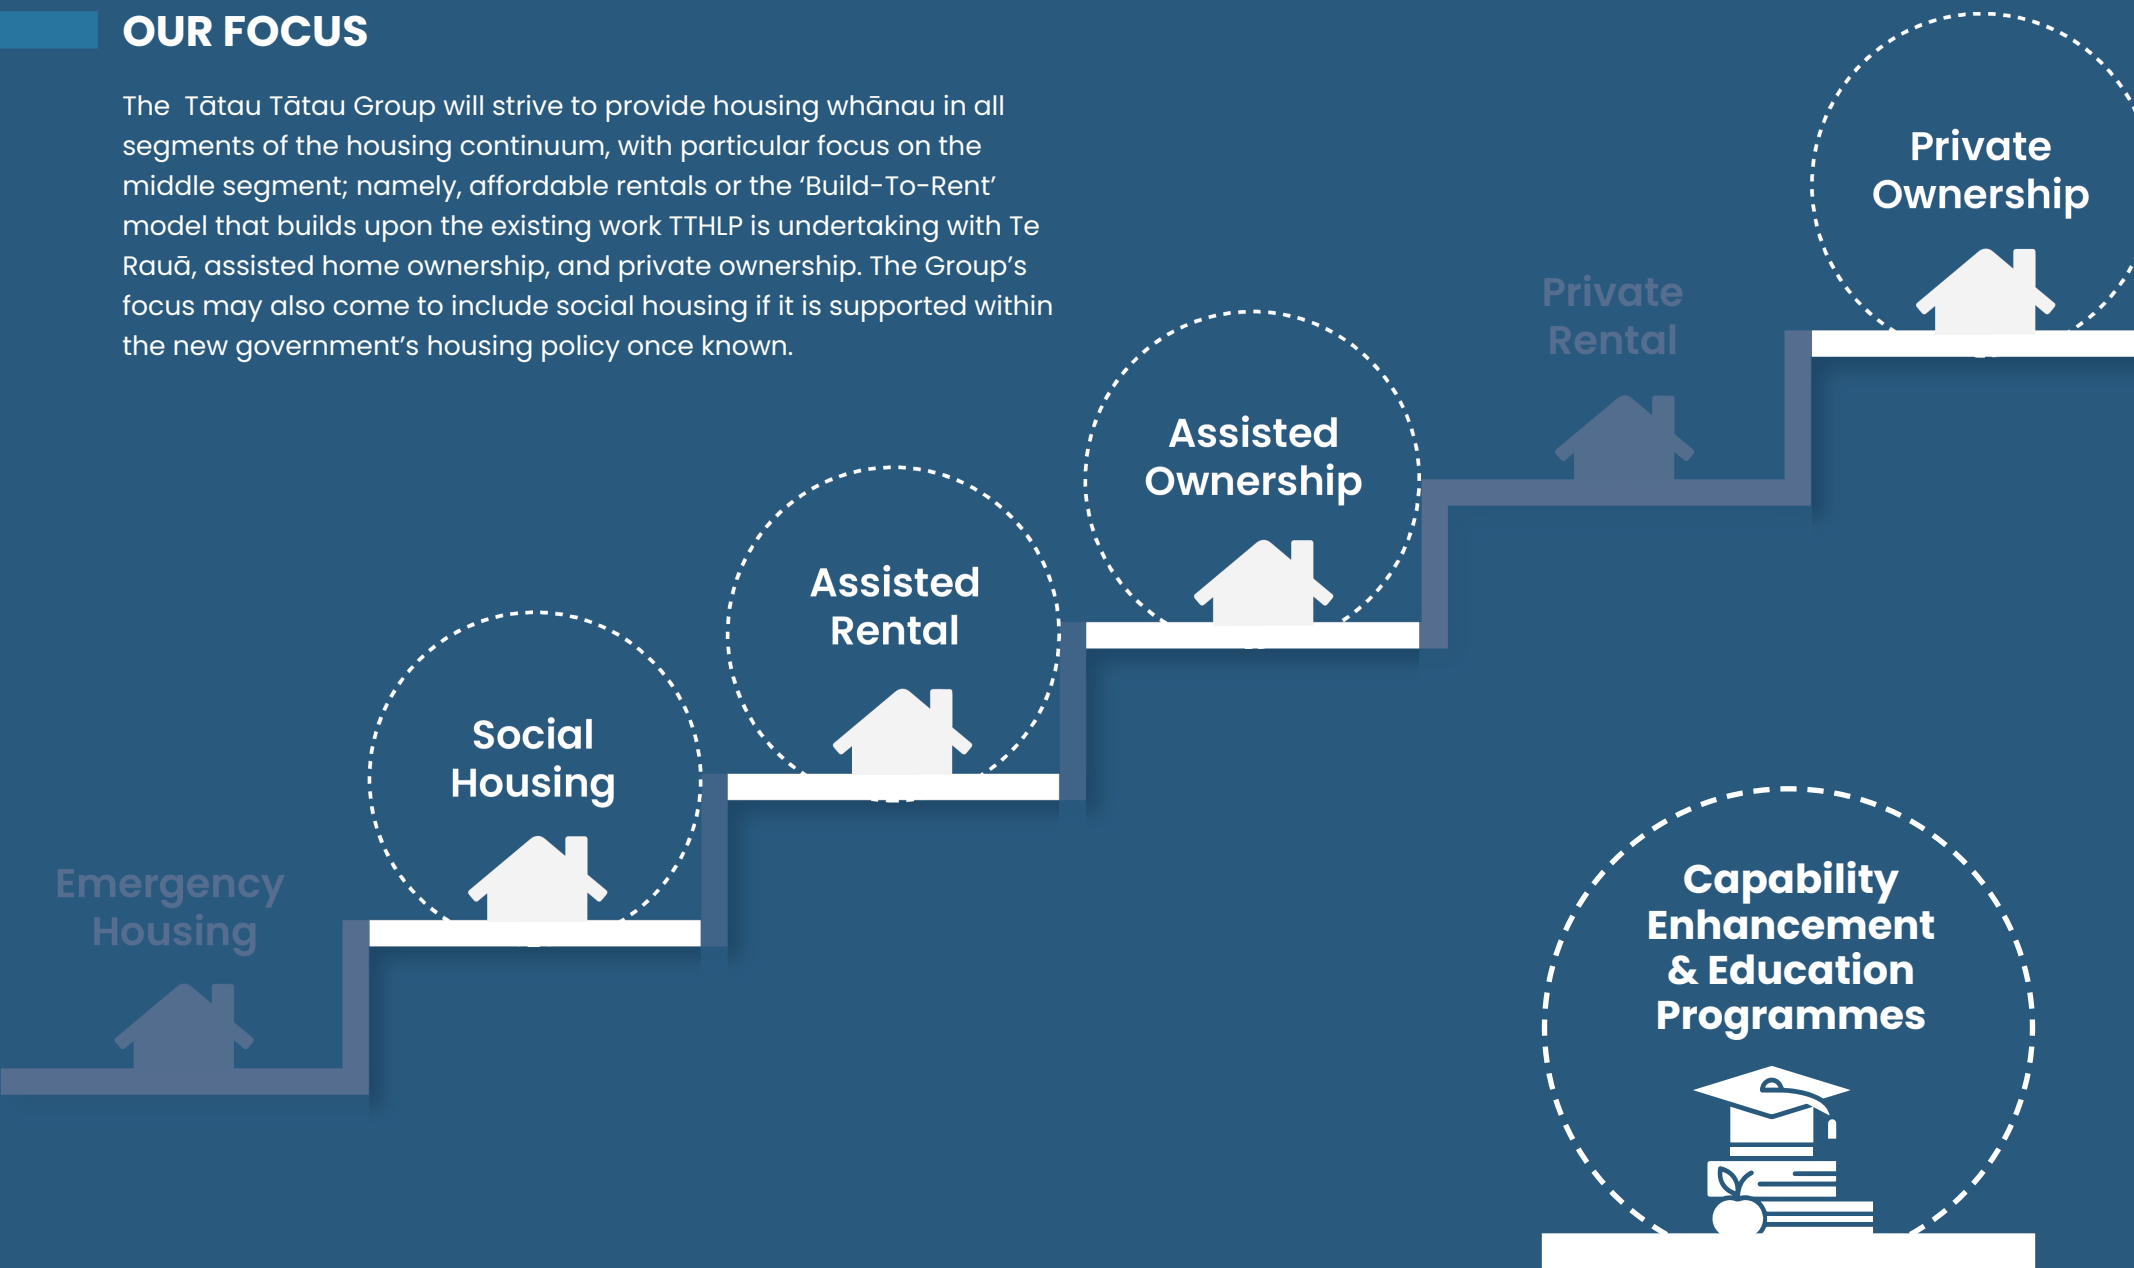 OUR FOCUS
The Tātau Tātau Group will strive to provide housing whānau in all
segments of the housing continuum, with particular focus on the
middle segment; namely, affordable rentals or the ‘Build-To-Rent’
model that builds upon the existing work TTHLP is undertaking with Te
Rauā, assisted home ownership, and private ownership. The Group’s
focus may also come to include social housing if it is supported within
the new government’s housing policy once known.
Emergency
Housing
Social
Housing
Assisted
Rental
Assisted
Ownership
Private
Rental
Private
Ownership
Capability
Enhancement
& Education
Programmes